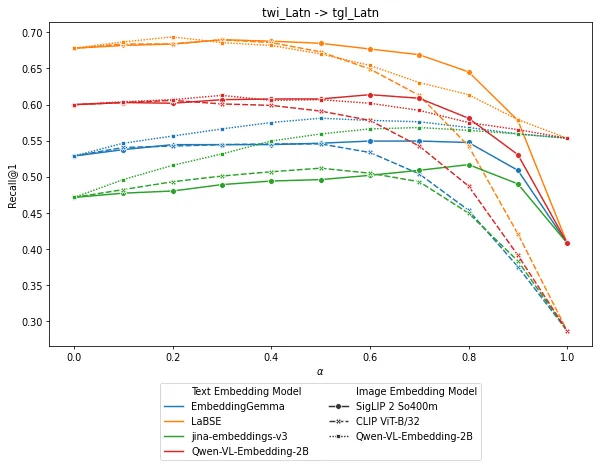 twi_Latn -> tgl_Latn
0.70
0.65
0.60
0.55
0.50
0.45
0.40
0.35
0.30
Recall@1
0.0 0.2 0.4 0.6 0.8 1.0
α
Text Embedding Model Image Embedding Model
EmbeddingGemma SigLIP 2 So400m
LaBSE CLIP ViT-B/32
jina-embeddings-v3 Qwen-VL-Embedding-2B
Qwen-VL-Embedding-2B